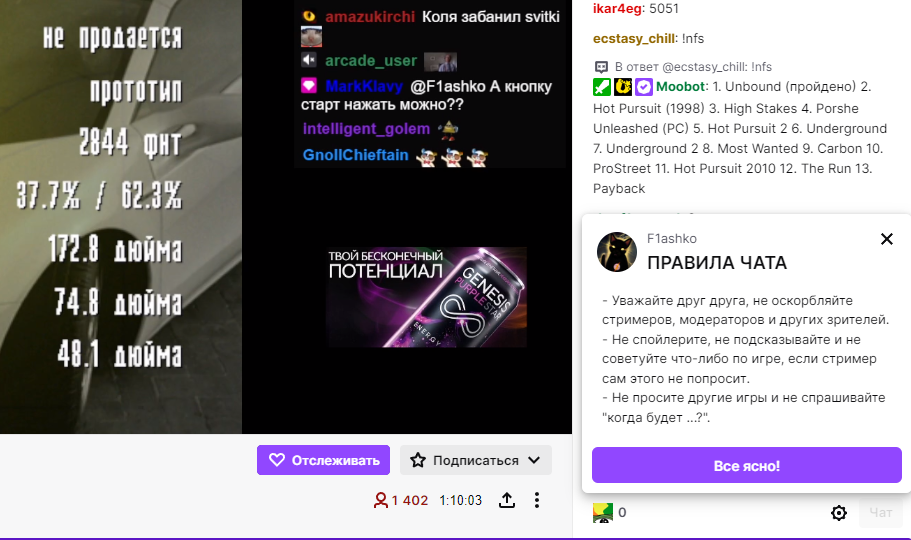 не продается
прототип
2844 фнт
37.7% / 62.3%
172.8 дюйма
74.8 дюйма
48.1 дюйма
amazukirchi Коля забанил svitki
arcade_user
MarkKlavy @F1ashko А кнопку
старт нажать можно??
intelligent_golem
GnollChieftain
ТВОЙ БЕСКОНЕЧНЫЙ
ПОТЕНЦИАЛ
GENESIS
PURPLE STAR
ENERGY
Отслеживать
Подписаться
1 402
1:10:03
ikar4eg: 5051
ecstasy_chill: !nfs
В ответ @ecstasy_chill: !nfs
Moobot: 1. Unbound (пройдено) 2.
Hot Pursuit (1998) 3. High Stakes 4. Porshe
Unleashed (PC) 5. Hot Pursuit 2 6. Underground
7. Underground 2 8. Most Wanted 9. Carbon 10.
ProStreet 11. Hot Pursuit 2010 12. The Run 13.
Payback
F1ashko
ПРАВИЛА ЧАТА
- Уважайте друг друга, не оскорбляйте
стримеров, модераторов и других зрителей.
- Не спойлерите, не подсказывайте и не
советуйте что-либо по игре, если стример
сам этого не попросит.
- Не просите другие игры и не спрашивайте
"когда будет ...?".
Все ясно!
0
Чат